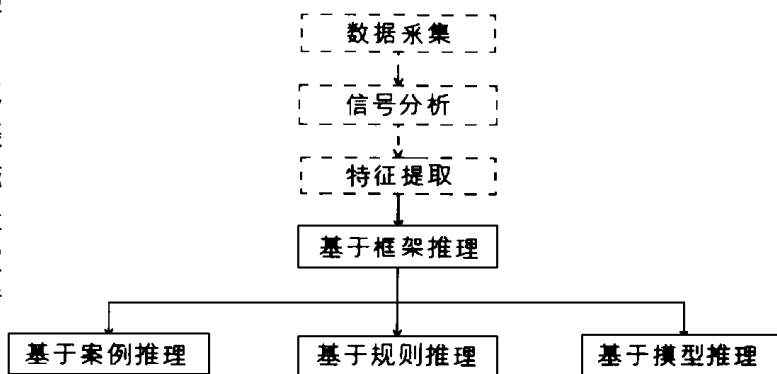 数据采集
信号分析
特征提取
基于框架推理
基于案例推理
基于规则推理
基于模型推理